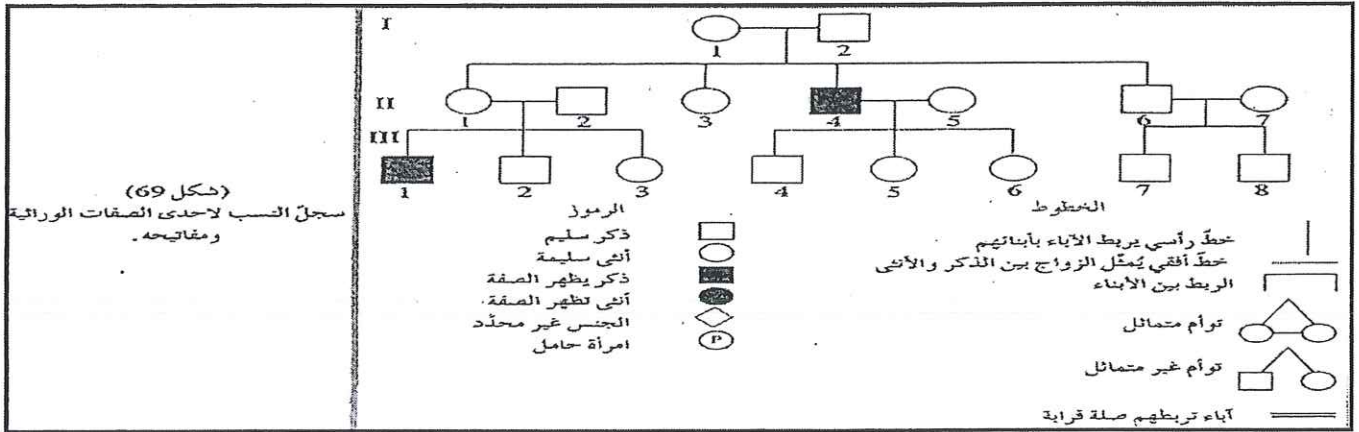 I
1 2
II
1 2 3 4 5 6 7
III
1 2 3 4 5 6 7 8
(شكل 69)
سجلّ النسب لاحدى الصفات الوراثية
ومفاتيحه.
الرموز
ذكر سليم
أنثى سليمة
ذكر يظهر الصفة
أنثى تظهر الصفة
الجنس غير محدّد
امرأة حامل
P
الخطوط
خطّ رأسي يربط الآباء بأبنائهم
خطّ أفقي يُمثّل الزواج بين الذكر والأنثى
الربط بين الأبناء
توأم متماثل
توأم غير متماثل
آباء تربطهم صلة قرابة